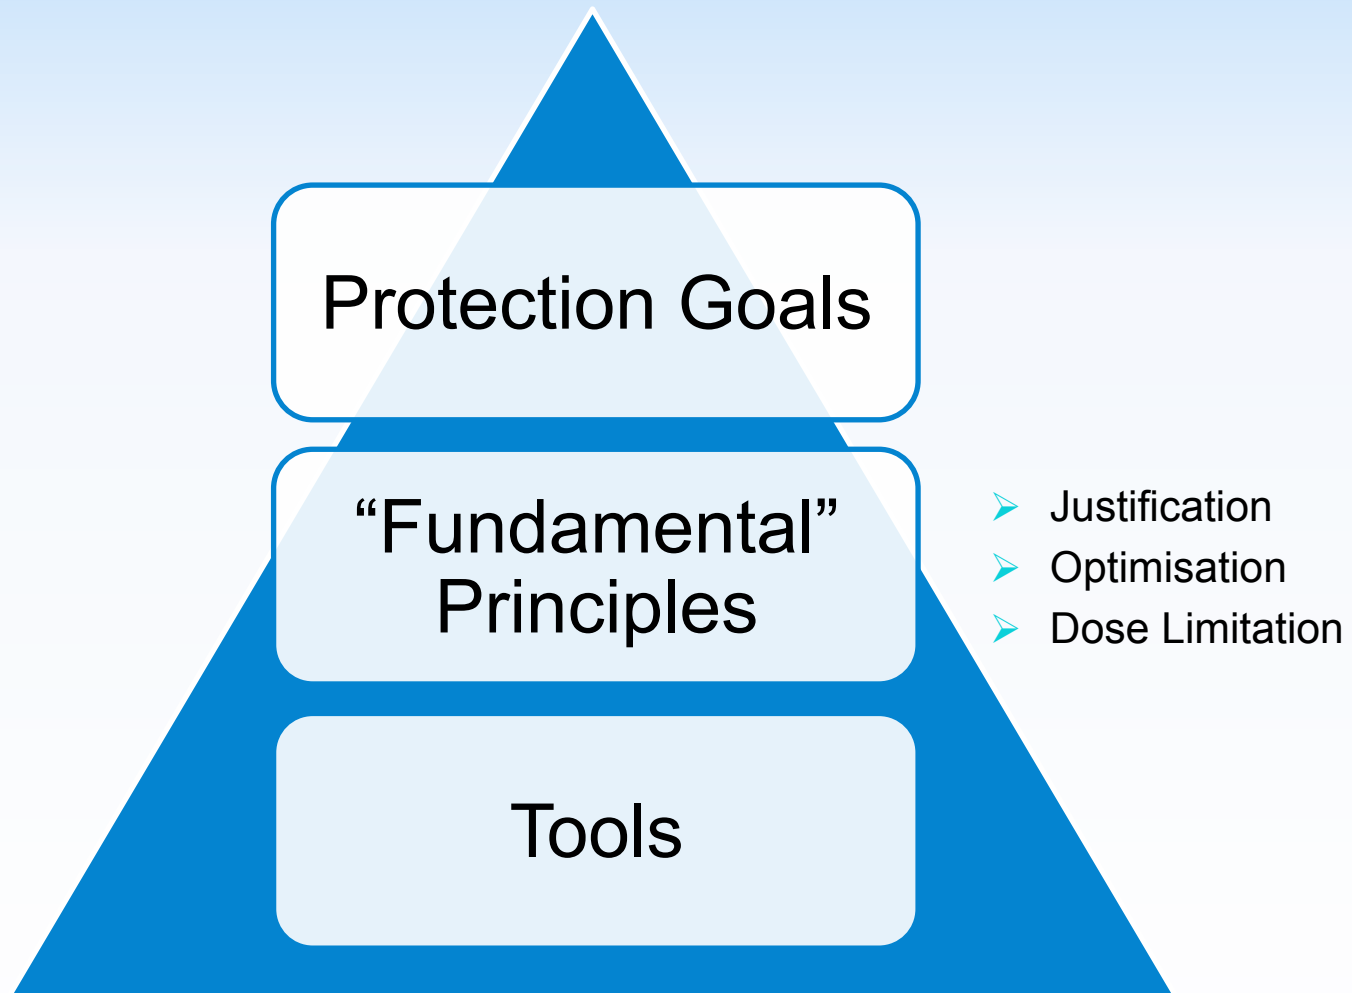 Protection Goals
“Fundamental”
Principles
Justification
Optimisation
Dose Limitation
Tools